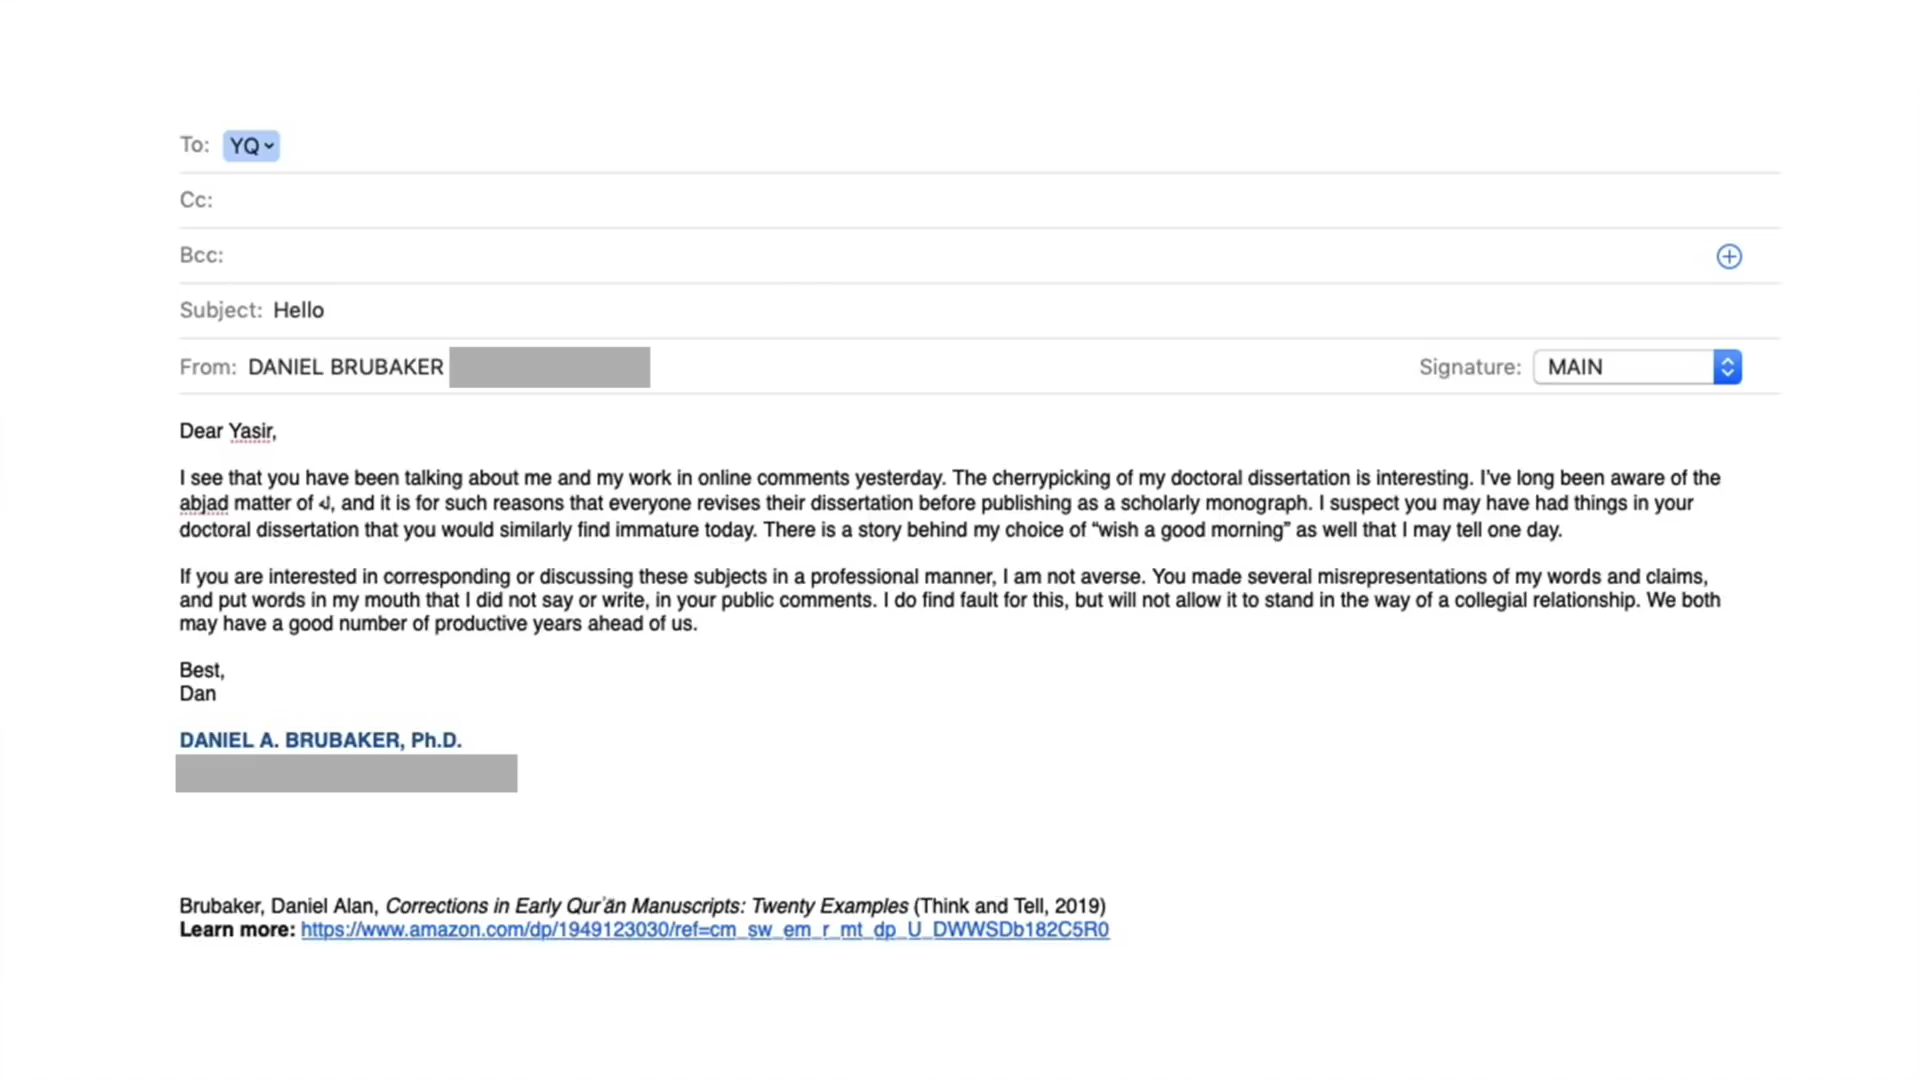 To: YQ
Cc:
Bcc:
Subject: Hello
From: DANIEL BRUBAKER
Signature: MAIN
Dear Yasir,
I see that you have been talking about me and my work in online comments yesterday. The cherrypicking of my doctoral dissertation is interesting. I’ve long been aware of the
abjad matter of, and it is for such reasons that everyone revises their dissertation before publishing as a scholarly monograph. I suspect you may have had things in your
doctoral dissertation that you would similarly find immature today. There is a story behind my choice of “wish a good morning” as well that I may tell one day.
If you are interested in corresponding or discussing these subjects in a professional manner, I am not averse. You made several misrepresentations of my words and claims,
and put words in my mouth that I did not say or write, in your public comments. I do find fault for this, but will not allow it to stand in the way of a collegial relationship. We both
may have a good number of productive years ahead of us.
Best,
Dan
DANIEL A. BRUBAKER, Ph.D.
Brubaker, Daniel Alan, Corrections in Early Qurʾān Manuscripts: Twenty Examples (Think and Tell, 2019)
Learn more: https://www.amazon.com/dp/1949123030/ref=cm_sw_em_r_mt_dp_U_DWWSDb182C5R0